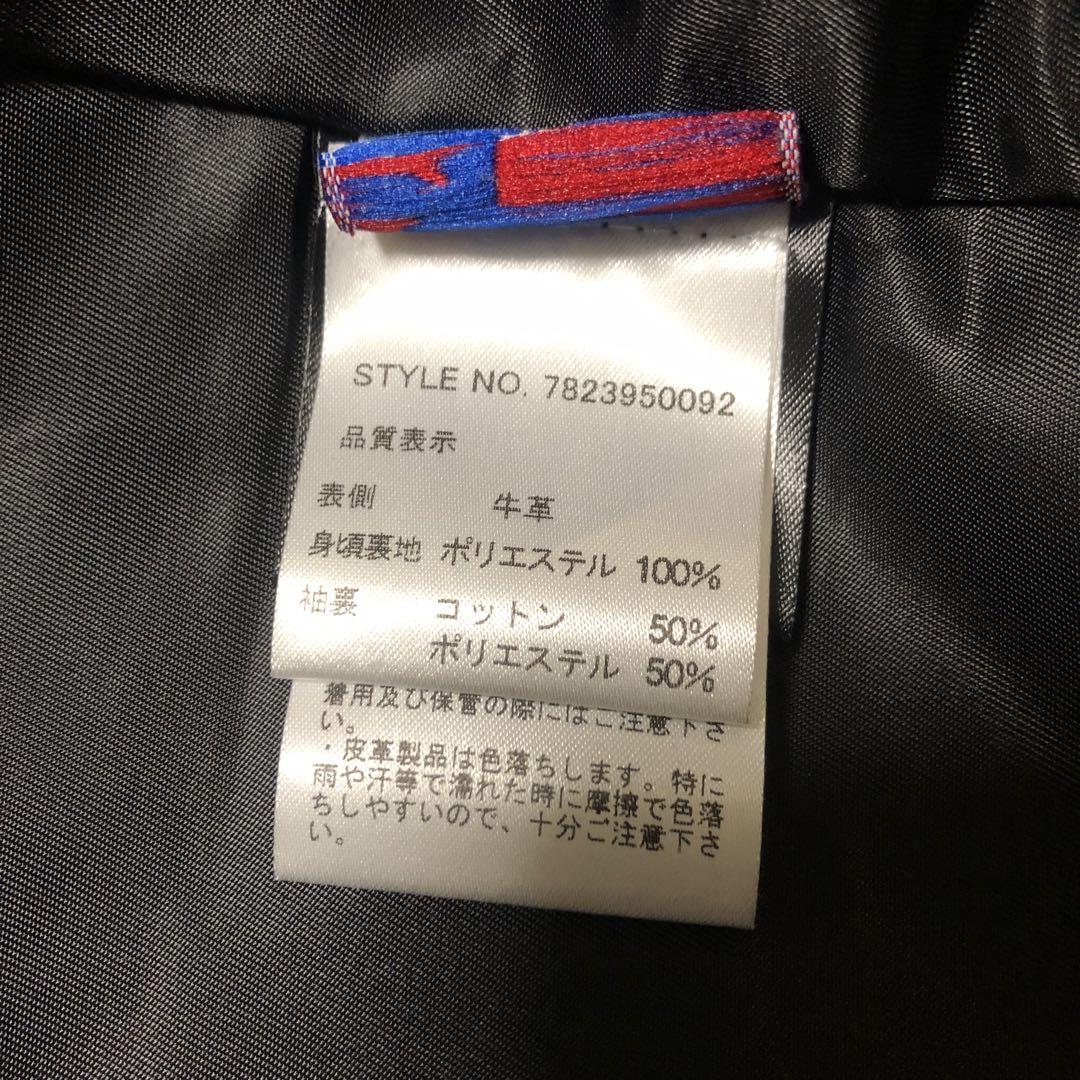 STYLE NO. 7823950092
品質表示
表側 牛革
身頃裏地 ポリエステル 100%
袖裏 コットン 50%
ポリエステル 50%
着用及び保管の際にはご注意下さ
い。
・皮革製品は色落ちします。特に
雨や汗等で濡れた時に摩擦で色落
ちしやすいので、十分ご注意下さ
い。